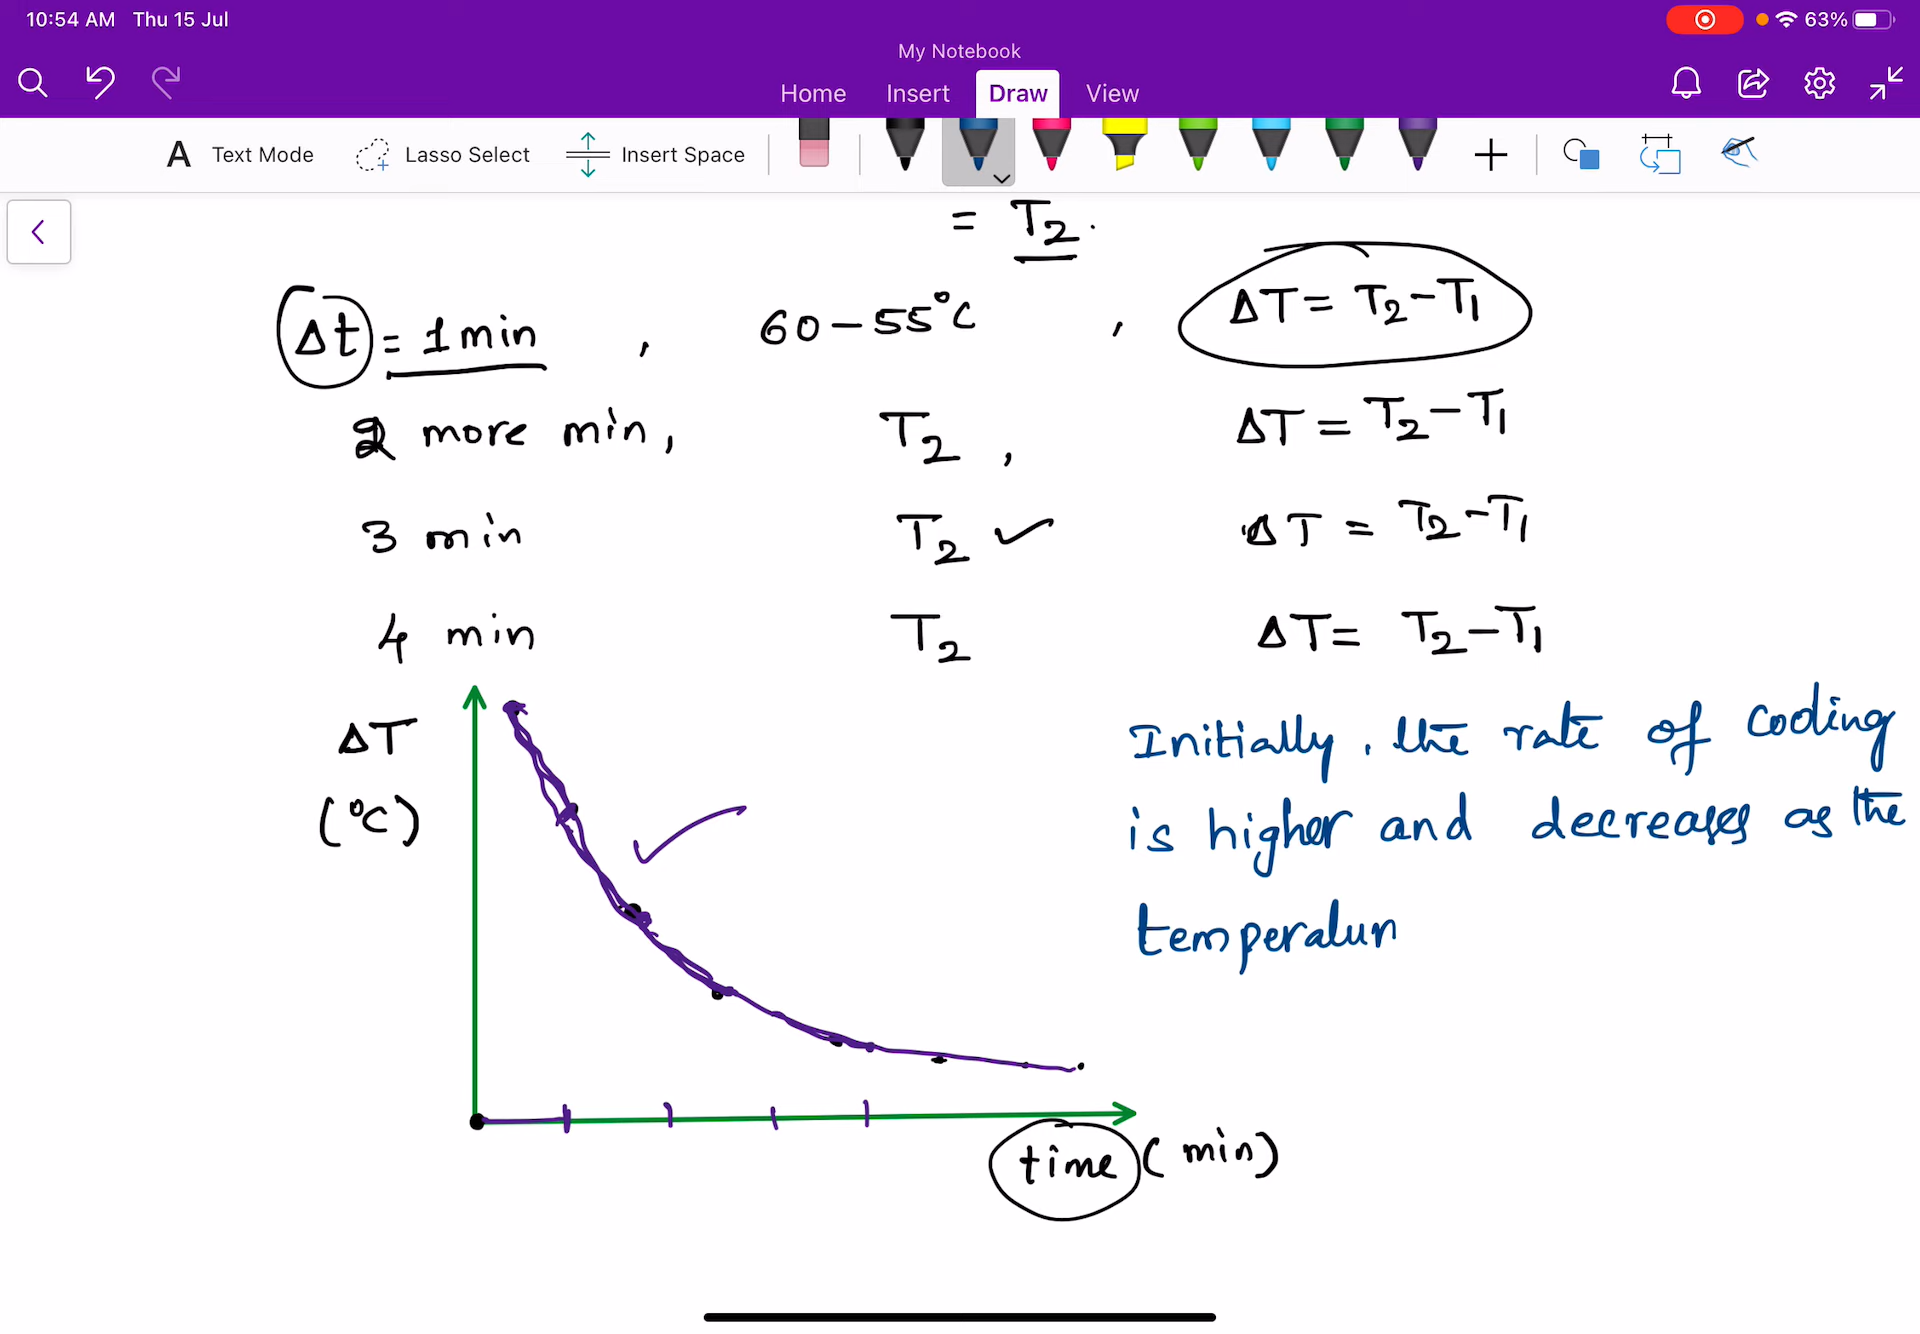 10:54 AM Thu 15 Jul 63%
My Notebook
Home Insert Draw View
A Text Mode Lasso Select Insert Space
= T2.
Δt = 1 min , 60 – 55°C , ΔT = T2 – T1
2 more min, T2 , ΔT = T2 – T1
3 min T2 ✓ ΔT = T2 – T1
4 min T2 ΔT = T2 – T1
ΔT
(°C)
Initially, the rate of cooling
is higher and decreases as the
temperatur
time (min)